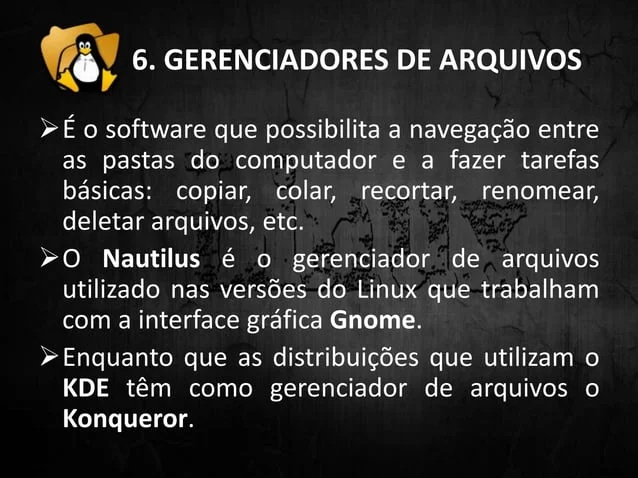 6. GERENCIADORES DE ARQUIVOS
➢É o software que possibilita a navegação entre
as pastas do computador e a fazer tarefas
básicas: copiar, colar, recortar, renomear,
deletar arquivos, etc.
➢O Nautilus é o gerenciador de arquivos
utilizado nas versões do Linux que trabalham
com a interface gráfica Gnome.
➢Enquanto que as distribuições que utilizam o
KDE têm como gerenciador de arquivos o
Konqueror.
Linux